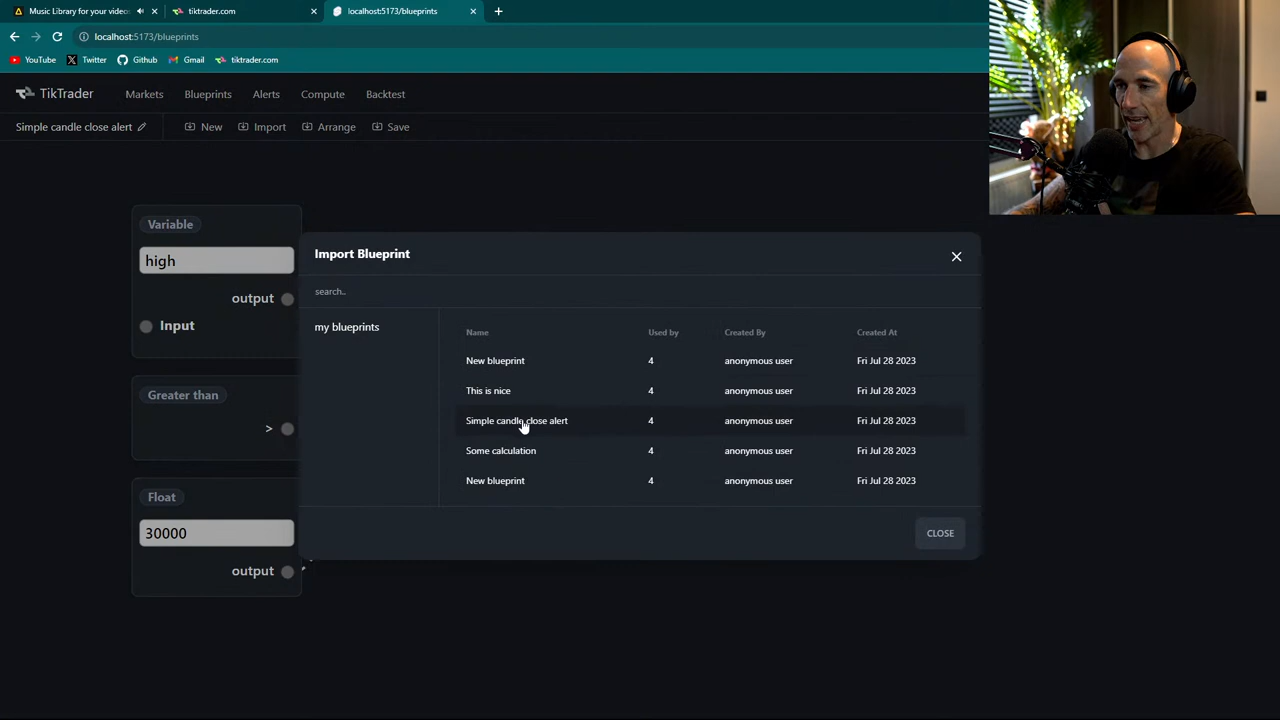 Music Library for your video
tiktrader.com
localhost:5173/blueprints
localhost:5173/blueprints
YouTube
Twitter
Github
Gmail
tiktrader.com
TikTrader
Markets
Blueprints
Alerts
Compute
Backtest
Simple candle close alert
New
Import
Arrange
Save
Variable
high
output
Input
Greater than
>
Float
30000
output
Import Blueprint
search..
my blueprints
Name Used by Created By Created At
New blueprint 4 anonymous user Fri Jul 28 2023
This is nice 4 anonymous user Fri Jul 28 2023
Simple candle close alert 4 anonymous user Fri Jul 28 2023
Some calculation 4 anonymous user Fri Jul 28 2023
New blueprint 4 anonymous user Fri Jul 28 2023
CLOSE